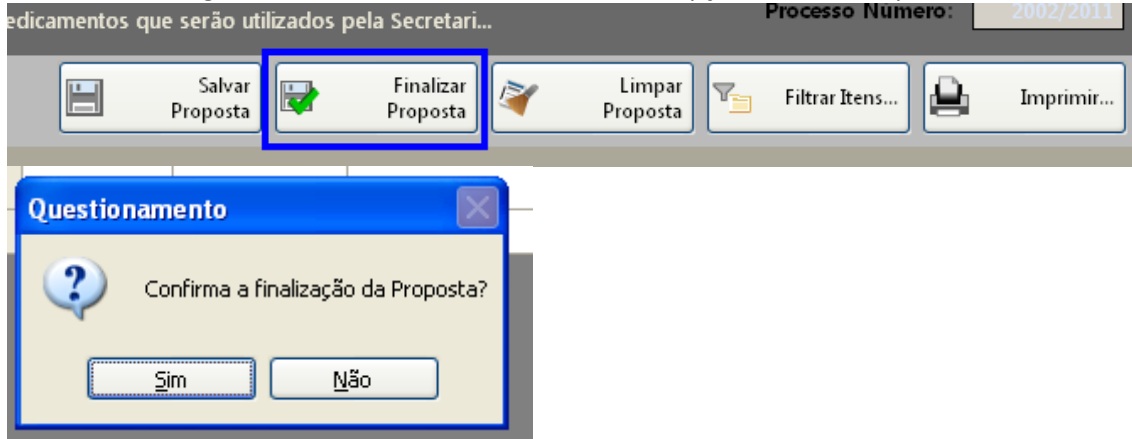 edicamentos que serão utilizados pela Secretari...
Processo Número: 2002/2011
Salvar
Proposta
Finalizar
Proposta
Limpar
Proposta
Filtrar Itens...
Imprimir...
Questionamento
Confirma a finalização da Proposta?
Sim
Não